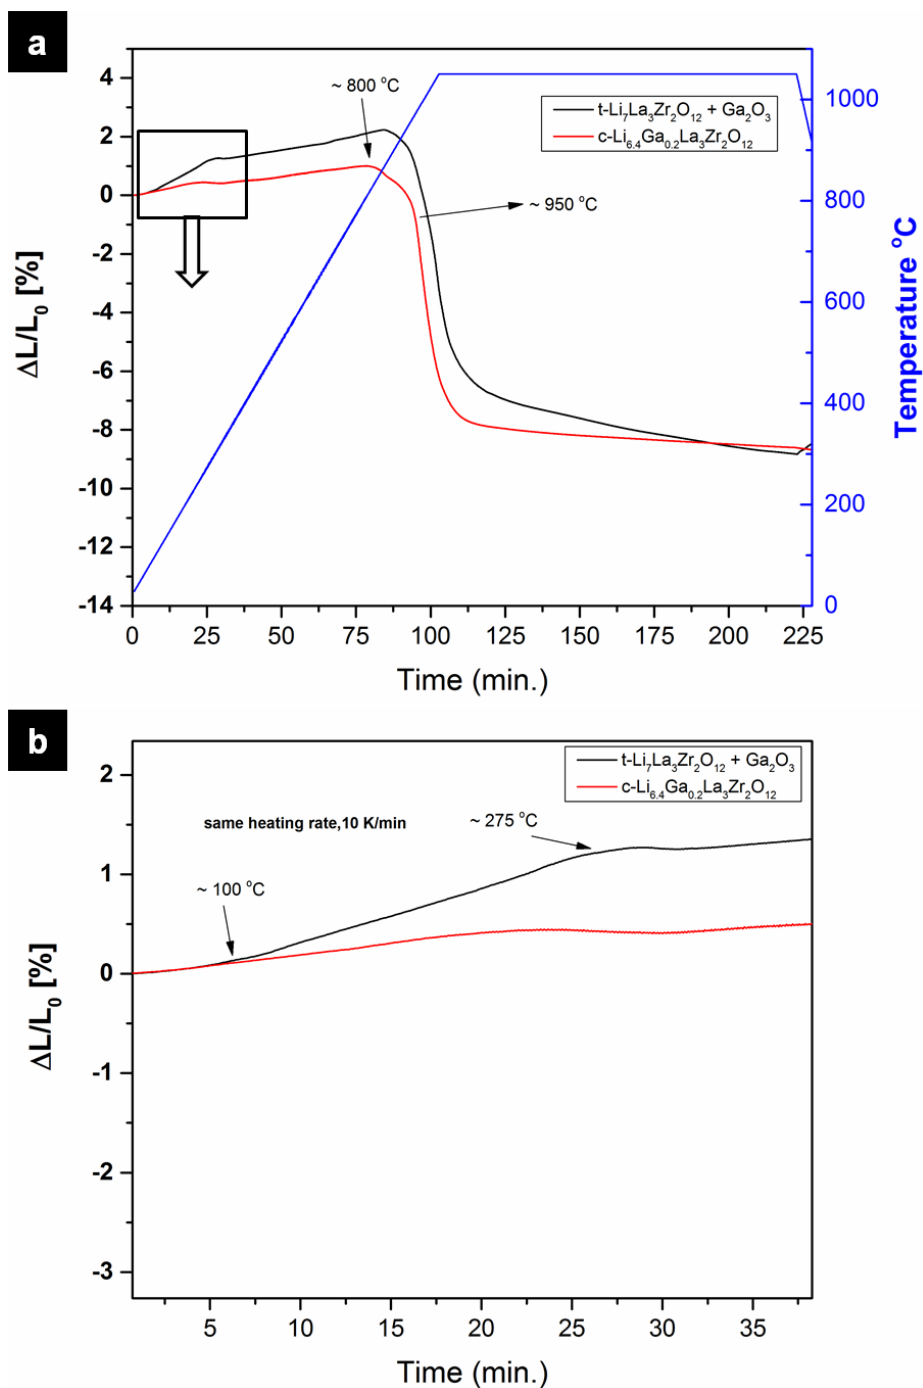 a
4
2
0
-2
-4
-6
-8
-10
-12
-14
ΔL/L₀ [%]
~ 800 °C
t-Li₇La₃Zr₂O₁₂ + Ga₂O₃
c-Li₆.₄Ga₀.₂La₃Zr₂O₁₂
~ 950 °C
1000
800
600
400
200
0
Temperature °C
0 25 50 75 100 125 150 175 200 225
Time (min.)
b
2
1
0
-1
-2
-3
ΔL/L₀ [%]
t-Li₇La₃Zr₂O₁₂ + Ga₂O₃
c-Li₆.₄Ga₀.₂La₃Zr₂O₁₂
same heating rate,10 K/min
~ 275 °C
~ 100 °C
5 10 15 20 25 30 35
Time (min.)